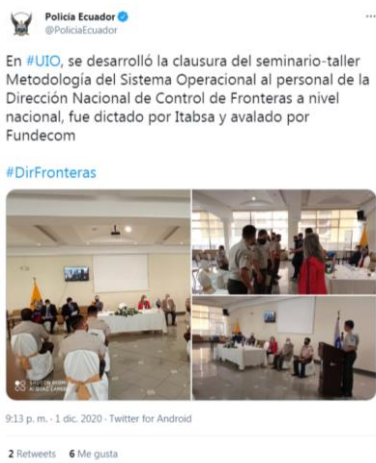 Policía Ecuador
@PoliciaEcuador
En #UIO, se desarrolló la clausura del seminario-taller
Metodología del Sistema Operacional al personal de la
Dirección Nacional de Control de Fronteras a nivel
nacional, fue dictado por Itabsa y avalado por
Fundecom
#DirFronteras
9:13 p. m. · 1 dic. 2020 · Twitter for Android
2 Retweets 6 Me gusta